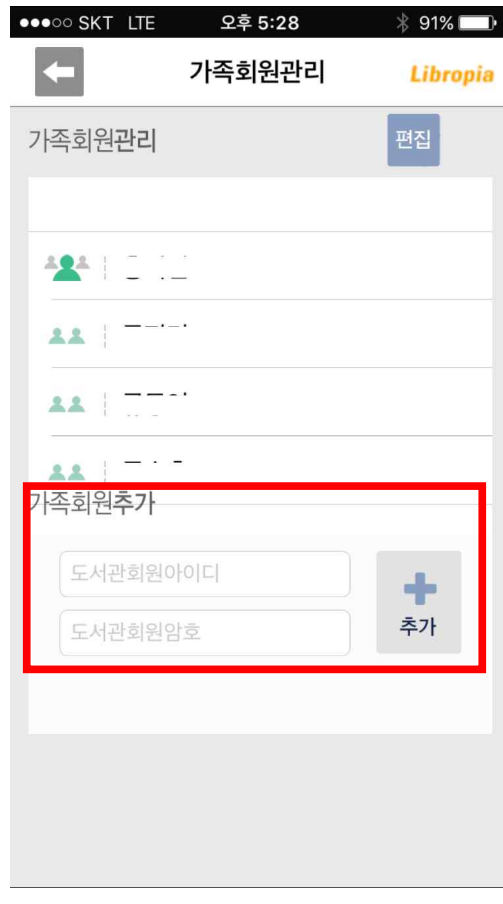 ●●●○○ SKT LTE 오후 5:28 91%
가족회원관리 Libropia
가족회원관리 편집
가족회원추가
도서관회원아이디
도서관회원암호
추가